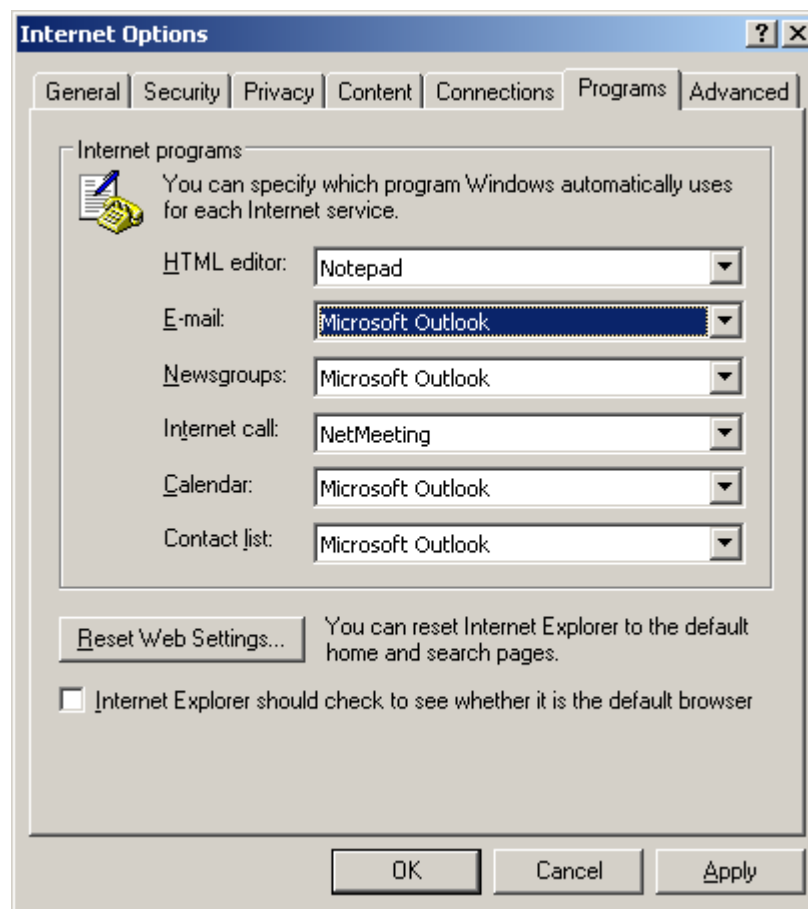 Internet Options
General Security Privacy Content Connections Programs Advanced
Internet programs
You can specify which program Windows automatically uses
for each Internet service.
HTML editor: Notepad
E-mail: Microsoft Outlook
Newsgroups: Microsoft Outlook
Internet call: NetMeeting
Calendar: Microsoft Outlook
Contact list: Microsoft Outlook
Reset Web Settings... You can reset Internet Explorer to the default
home and search pages.
Internet Explorer should check to see whether it is the default browser
OK Cancel Apply